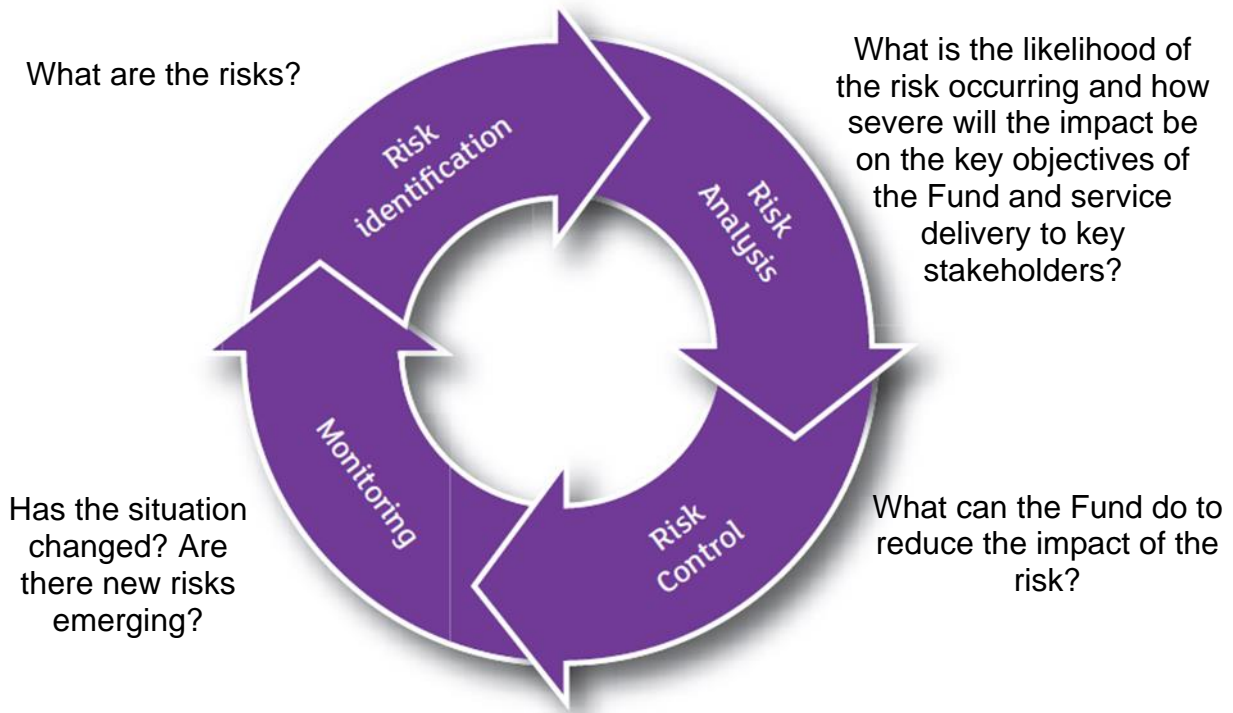 What are the risks?
Risk
identification
What is the likelihood of
the risk occurring and how
severe will the impact be
on the key objectives of
the Fund and service
delivery to key
stakeholders?
Risk
Analysis
What can the Fund do to
reduce the impact of the
risk?
Risk
Control
Has the situation
changed? Are
there new risks
emerging?
Monitoring